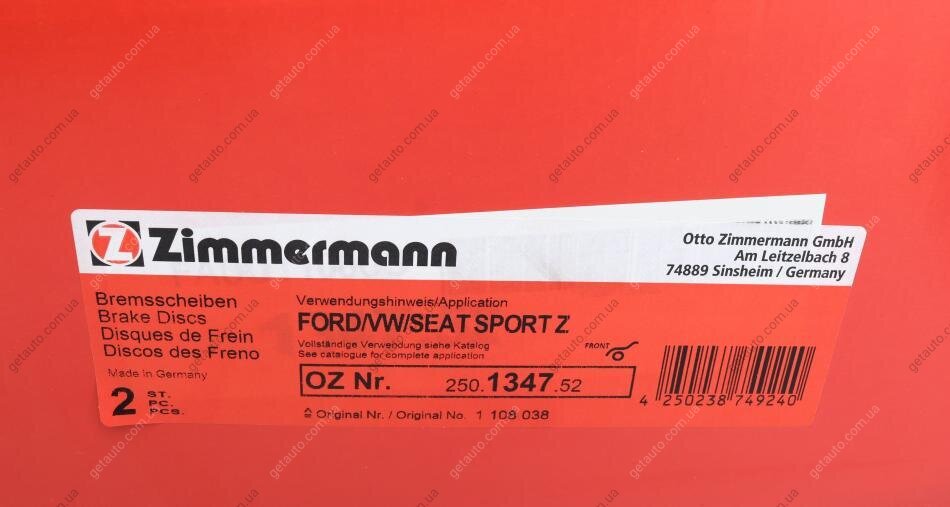 Z Zimmermann
Otto Zimmermann GmbH
Am Leitzelbach 8
74889 Sinsheim / Germany
Bremsscheiben
Brake Discs
Disques de Frein
Discos des Freno
Made in Germany
2 ST.
PC.
PCS.
Verwendungshinweis/Application
FORD/VW/SEAT SPORT Z
Vollständige Verwendung siehe Katalog
See catalogue for complete application
FRONT
OZ Nr. 250.1347.52
Original Nr. / Original No. 1 108 038
4 250238 749240
getauto.com.ua